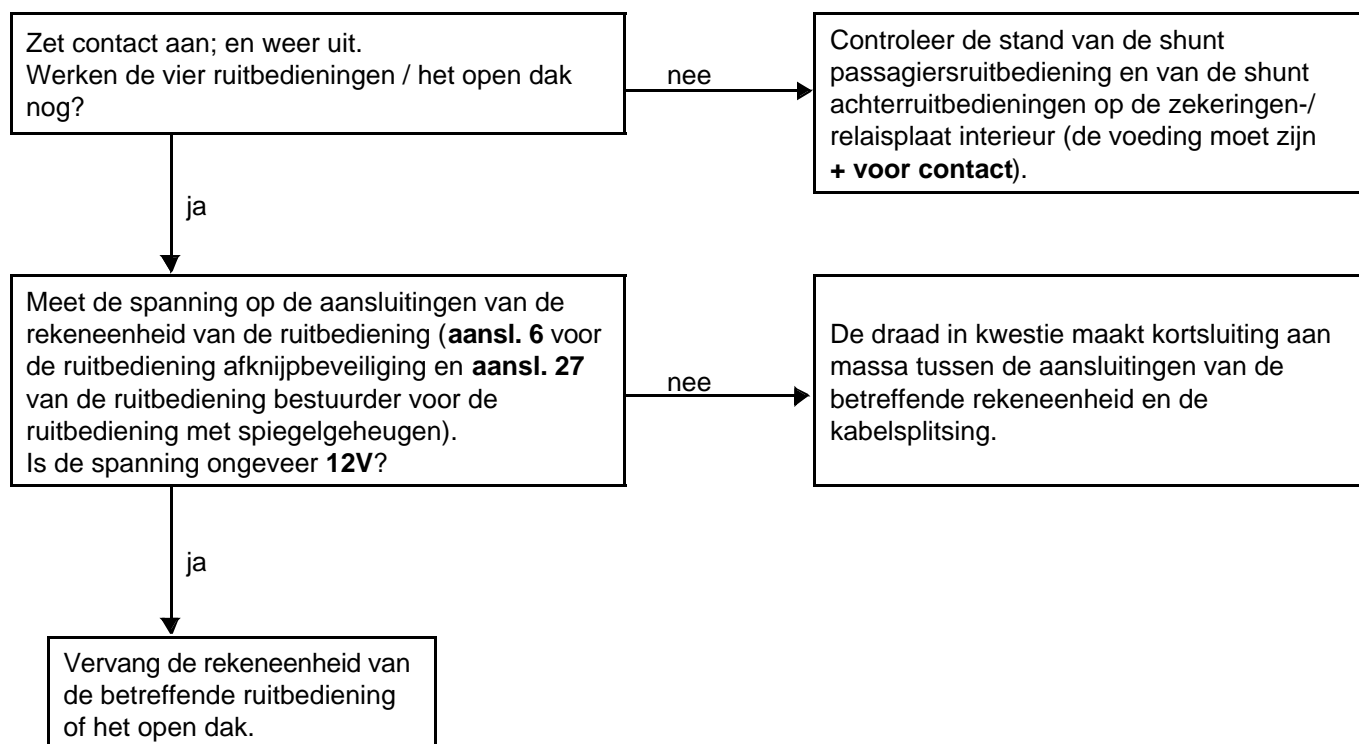 Zet contact aan; en weer uit.
Werken de vier ruitbedieningen / het open dak
nog?
nee
Controleer de stand van de shunt
passagiersruitbediening en van de shunt
achterruitbedieningen op de zekeringen-/
relaisplaat interieur (de voeding moet zijn
+ voor contact).
ja
Meet de spanning op de aansluitingen van de
rekeneenheid van de ruitbediening (aansl. 6 voor
de ruitbediening afknijpbeveiliging en aansl. 27
van de ruitbediening bestuurder voor de
ruitbediening met spiegelgeheugen).
Is de spanning ongeveer 12V?
nee
De draad in kwestie maakt kortsluiting aan
massa tussen de aansluitingen van de
betreffende rekeneenheid en de
kabelsplitsing.
ja
Vervang de rekeneenheid van
de betreffende ruitbediening
of het open dak.